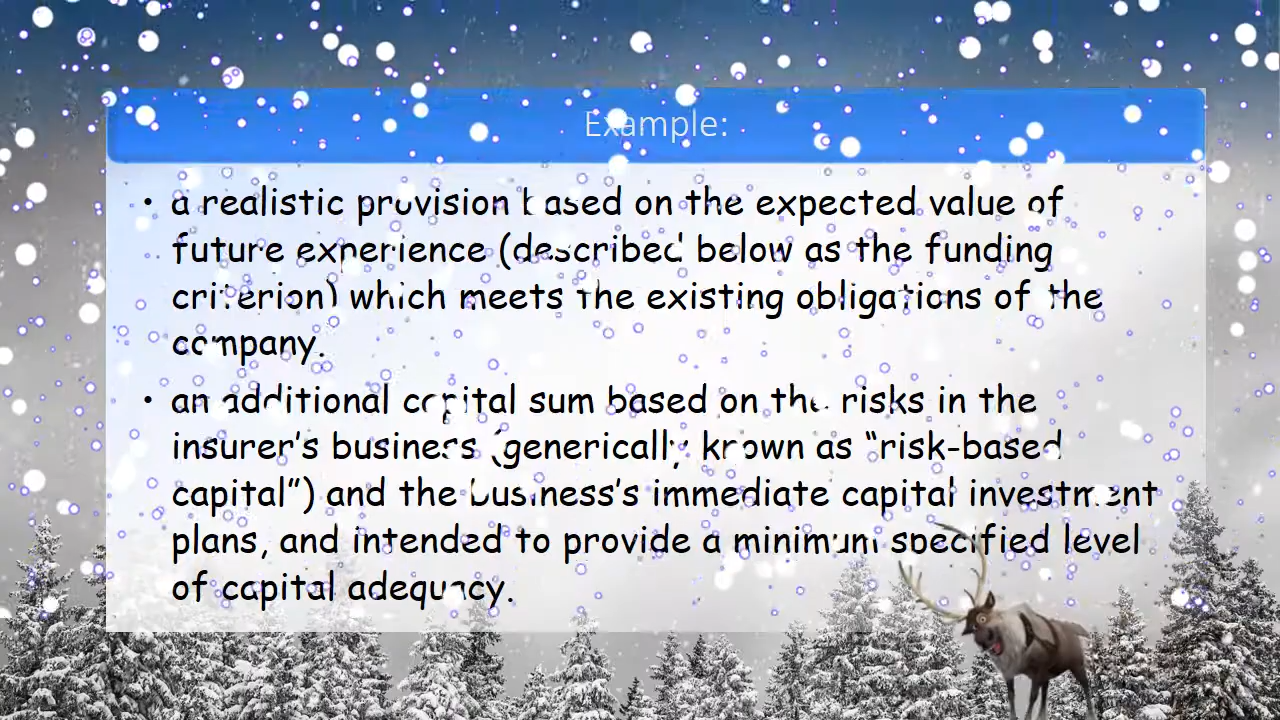 Example:
• a realistic provision based on the expected value of
future experience (described below as the funding
criterion) which meets the existing obligations of the
company.
• an additional capital sum based on the risks in the
insurer’s business (generically known as “risk-based
capital”) and the business’s immediate capital investment
plans, and intended to provide a minimum specified level
of capital adequacy.